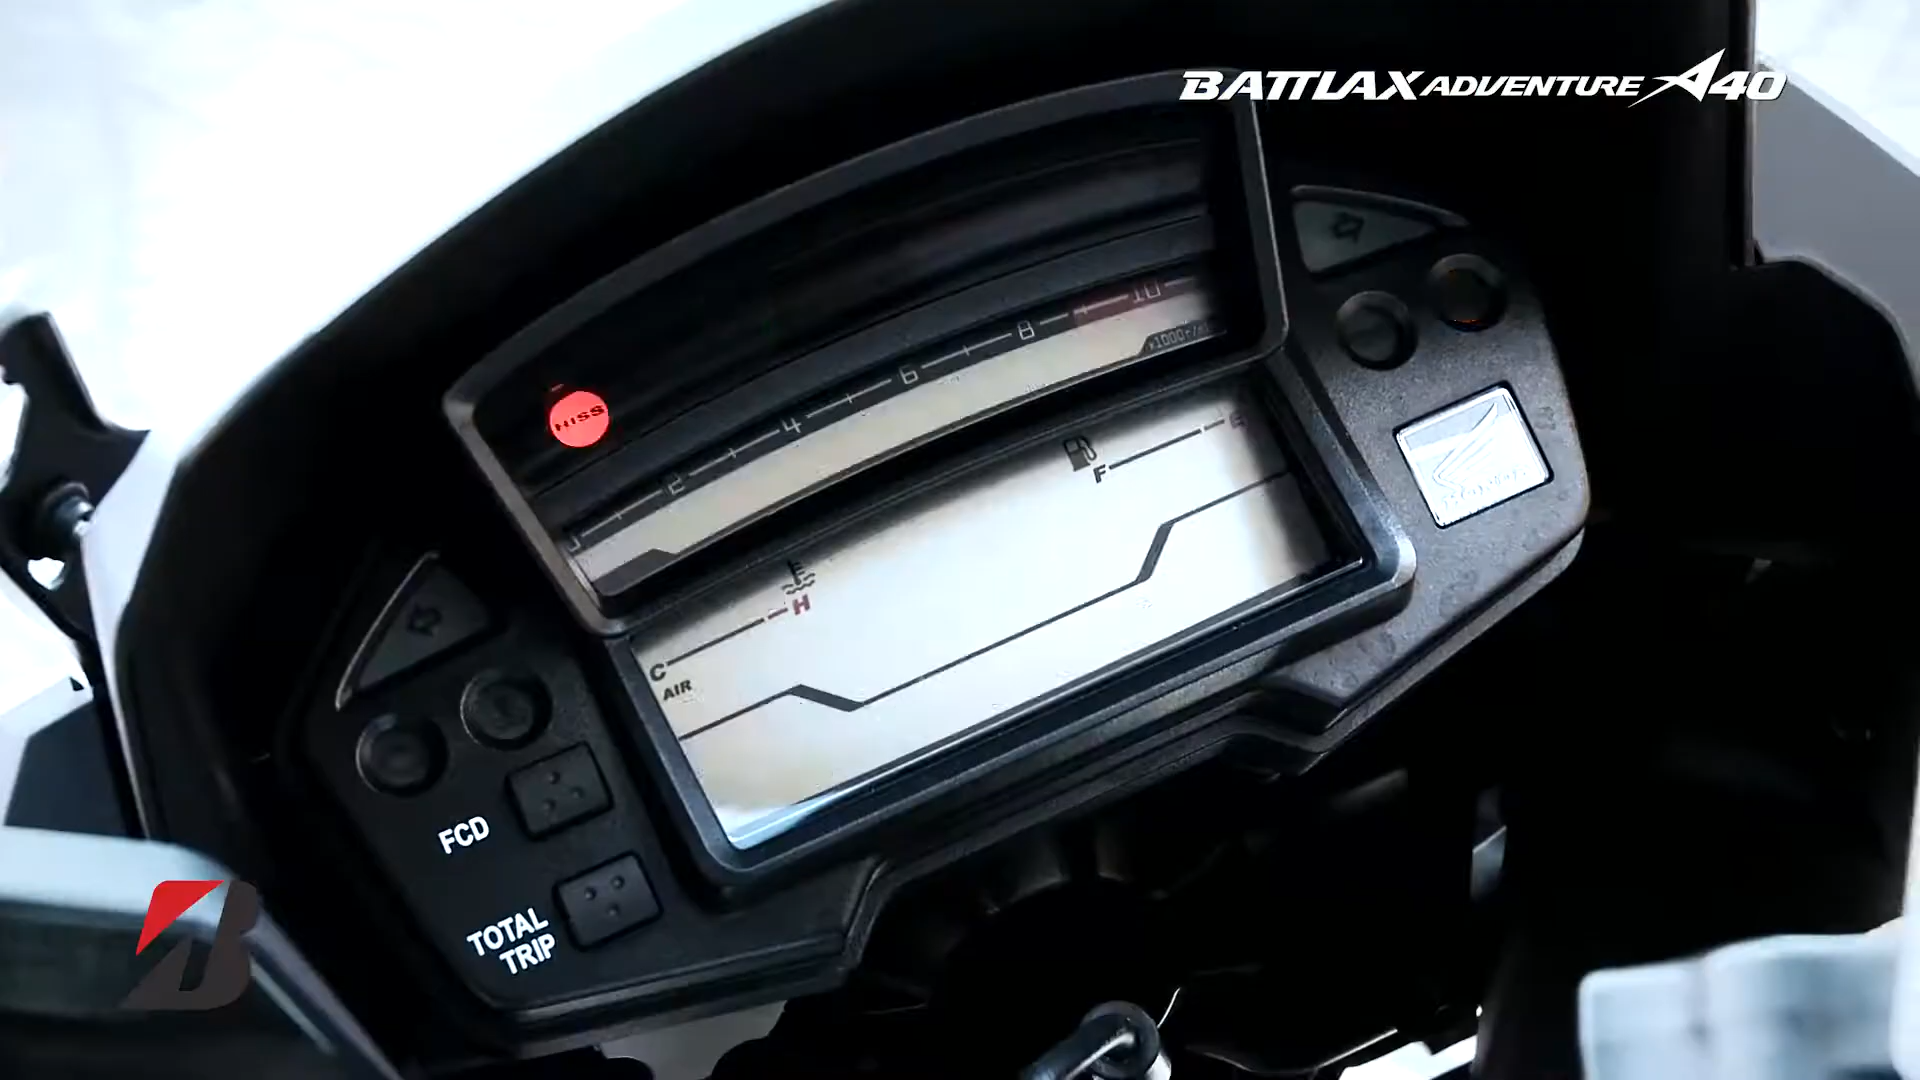 BATTLAX ADVENTURE A40
10
8
x1000r/min
6
HISS
4
2
F
H
C
AIR
FCD
TOTAL
TRIP
B